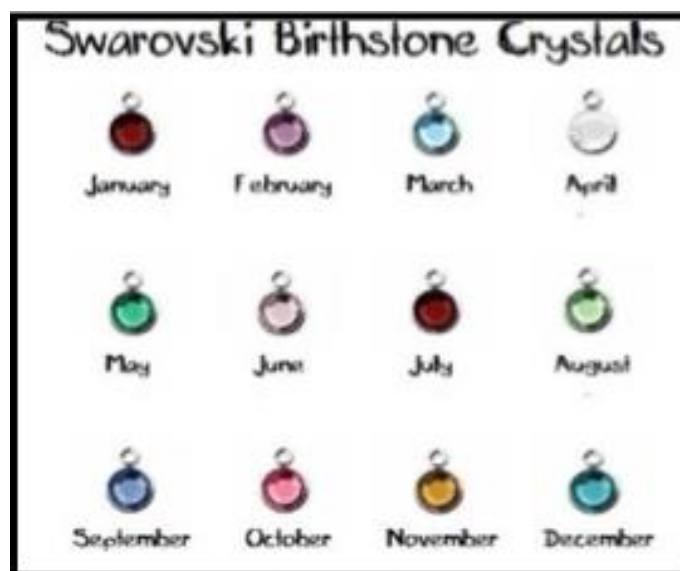 Swarovski Birthstone Crystals
January February March April
May June July August
September October November December